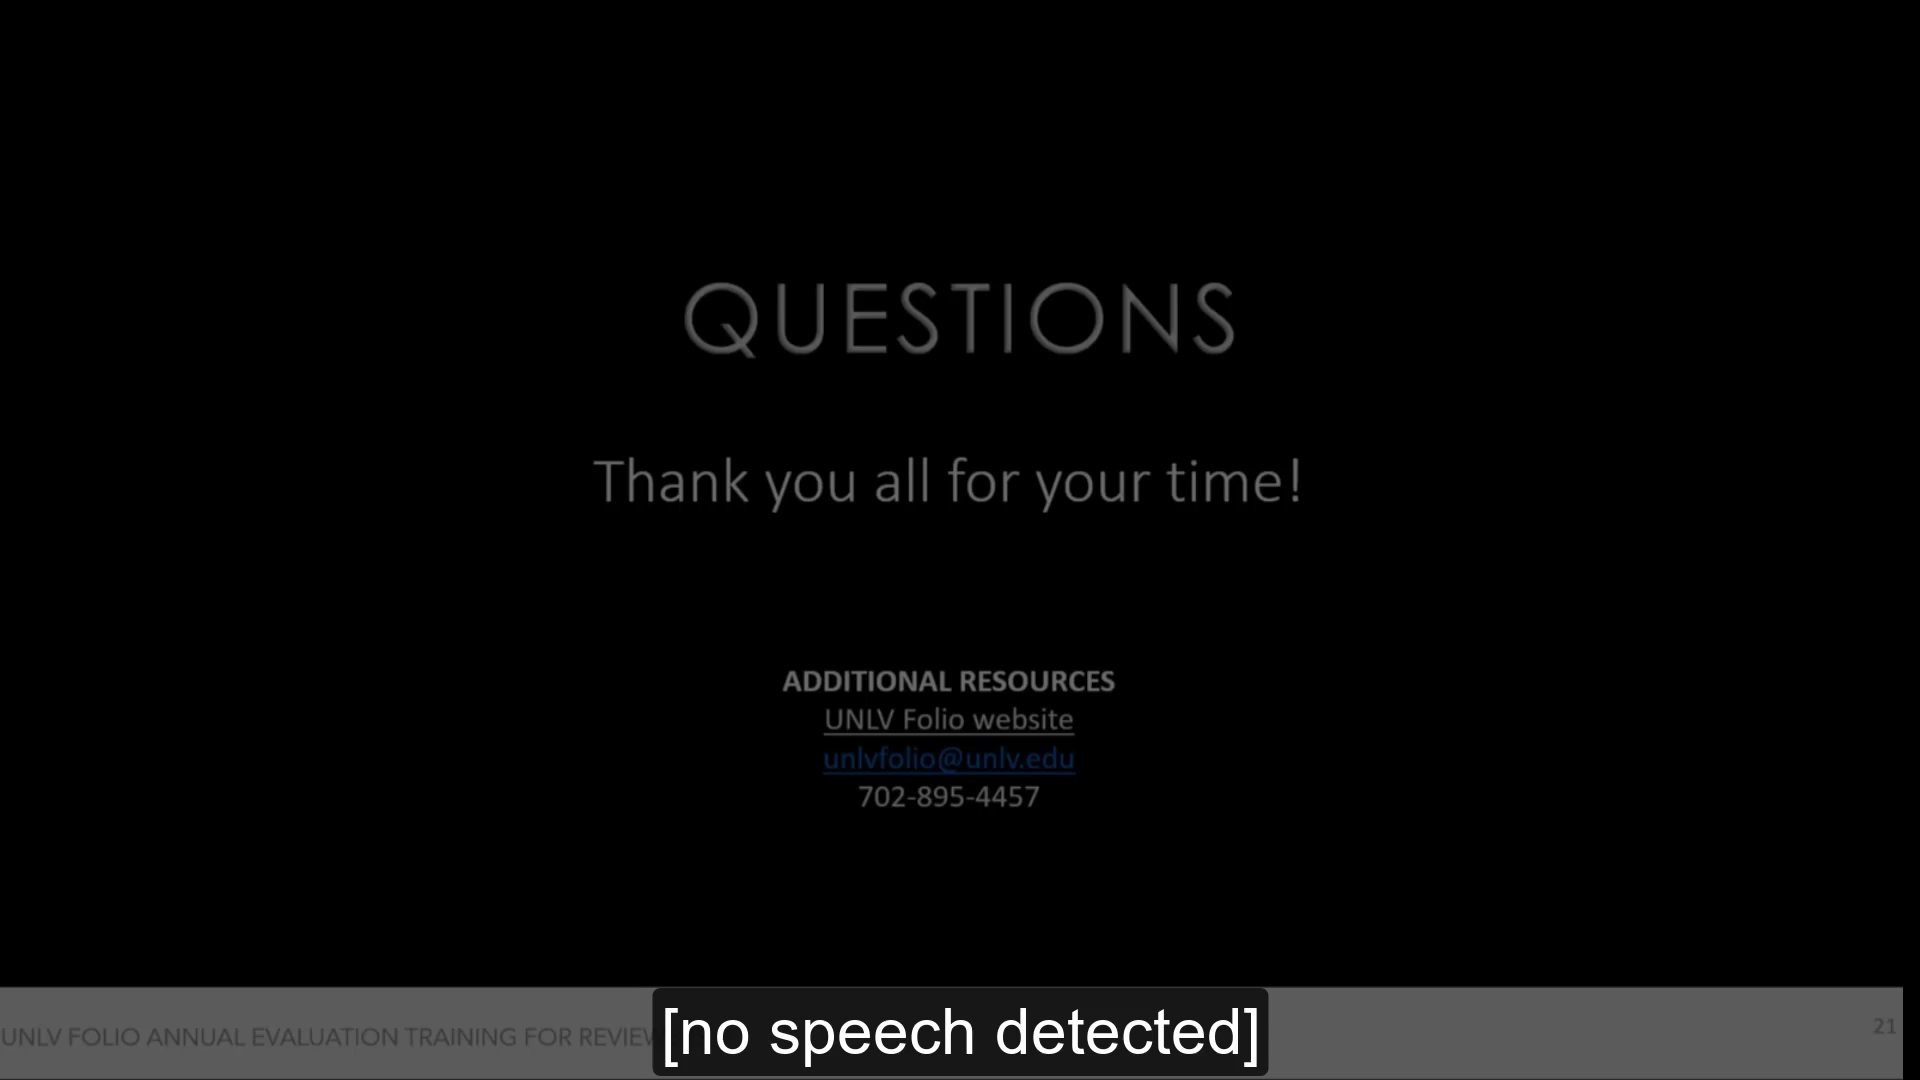 QUESTIONS
Thank you all for your time!
ADDITIONAL RESOURCES
UNLV Folio website
unlvfolio@unlv.edu
702-895-4457
UNLV FOLIO ANNUAL EVALUATION TRAINING FOR
21
[no speech detected]